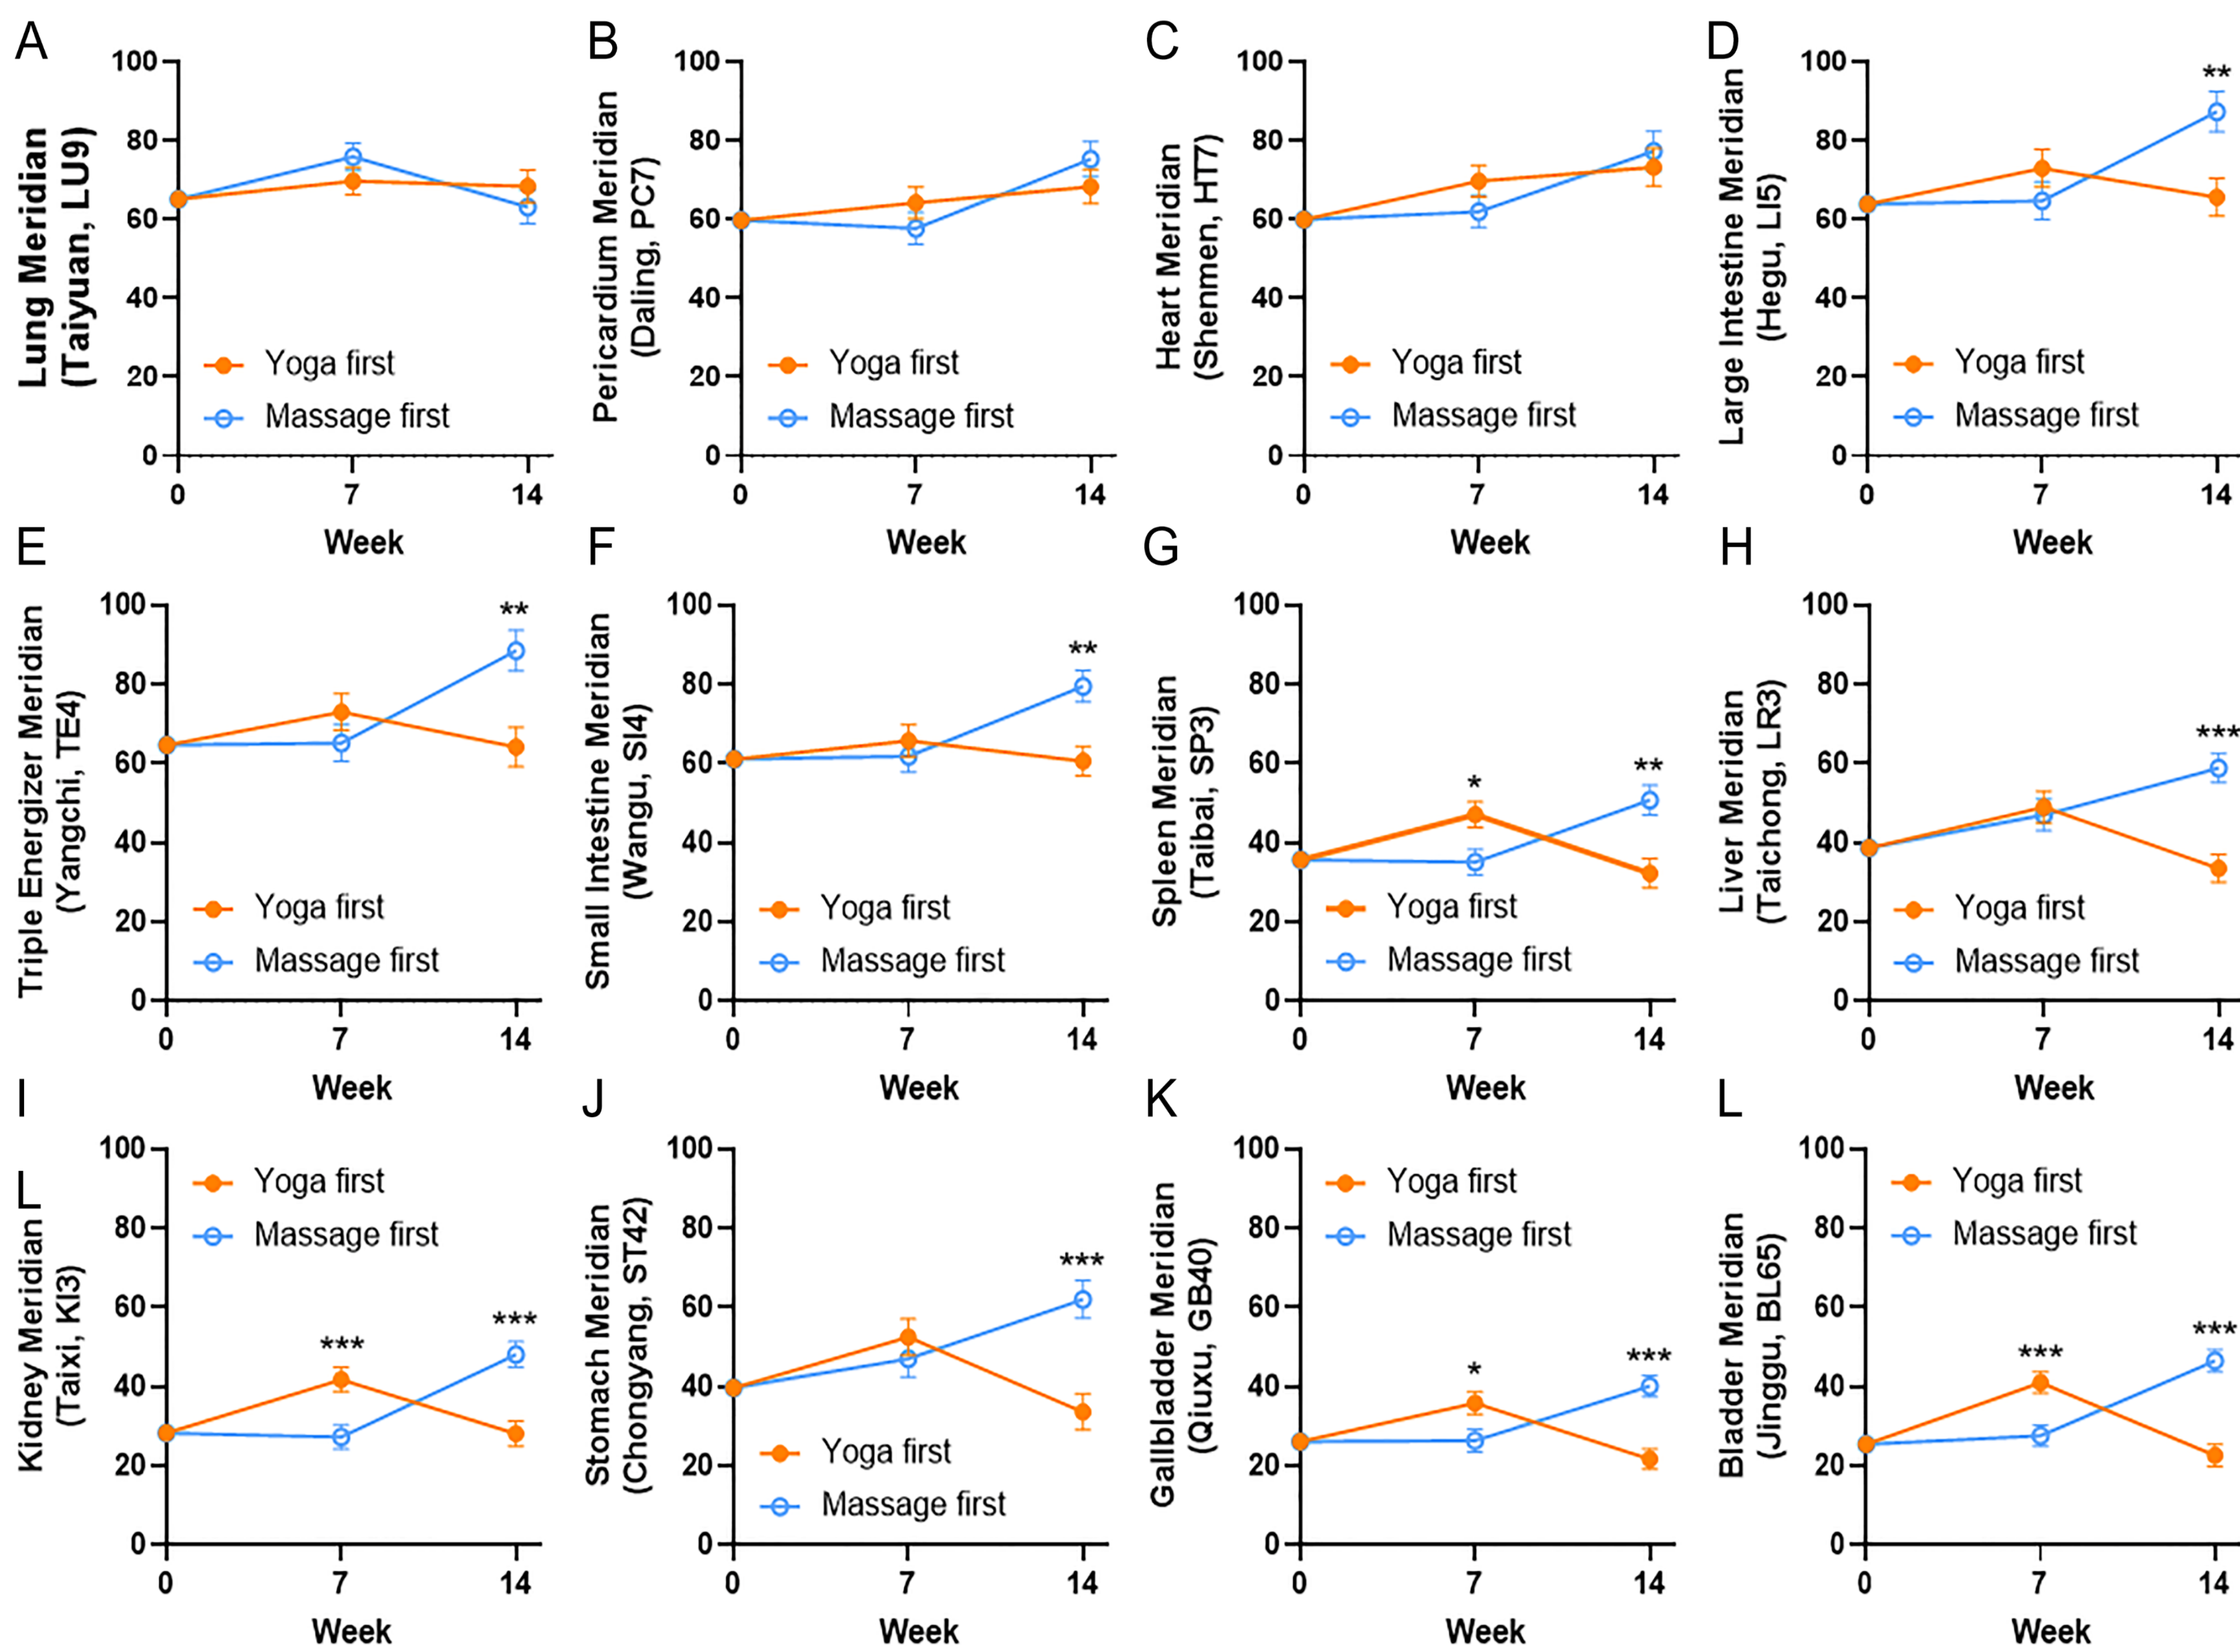 A
Lung Meridian
(Taiyuan, LU9)
100
80
60
40
20
0
Yoga first
Massage first
0 7 14
Week
B
Pericardium Meridian
(Daling, PC7)
100
80
60
40
20
0
Yoga first
Massage first
0 7 14
Week
C
Heart Meridian
(Shenmen, HT7)
100
80
60
40
20
0
Yoga first
Massage first
0 7 14
Week
D
Large Intestine Meridian
(Hegu, LI5)
100
80
60
40
20
0
**
Yoga first
Massage first
0 7 14
Week
E
Triple Energizer Meridian
(Yangchi, TE4)
100
80
60
40
20
0
**
Yoga first
Massage first
0 7 14
Week
F
Small Intestine Meridian
(Wangu, SI4)
100
80
60
40
20
0
**
Yoga first
Massage first
0 7 14
Week
G
Spleen Meridian
(Taibai, SP3)
100
80
60
40
20
0
* **
Yoga first
Massage first
0 7 14
Week
H
Liver Meridian
(Taichong, LR3)
100
80
60
40
20
0
***
Yoga first
Massage first
0 7 14
Week
I
L
Kidney Meridian
(Taixi, KI3)
100
80
60
40
20
0
Yoga first
Massage first
*** ***
0 7 14
Week
J
Stomach Meridian
(Chongyang, ST42)
100
80
60
40
20
0
***
Yoga first
Massage first
0 7 14
Week
K
Gallbladder Meridian
(Qiuxu, GB40)
100
80
60
40
20
0
Yoga first
Massage first
* ***
0 7 14
Week
L
Bladder Meridian
(Jinggu, BL65)
100
80
60
40
20
0
Yoga first
Massage first
*** ***
0 7 14
Week